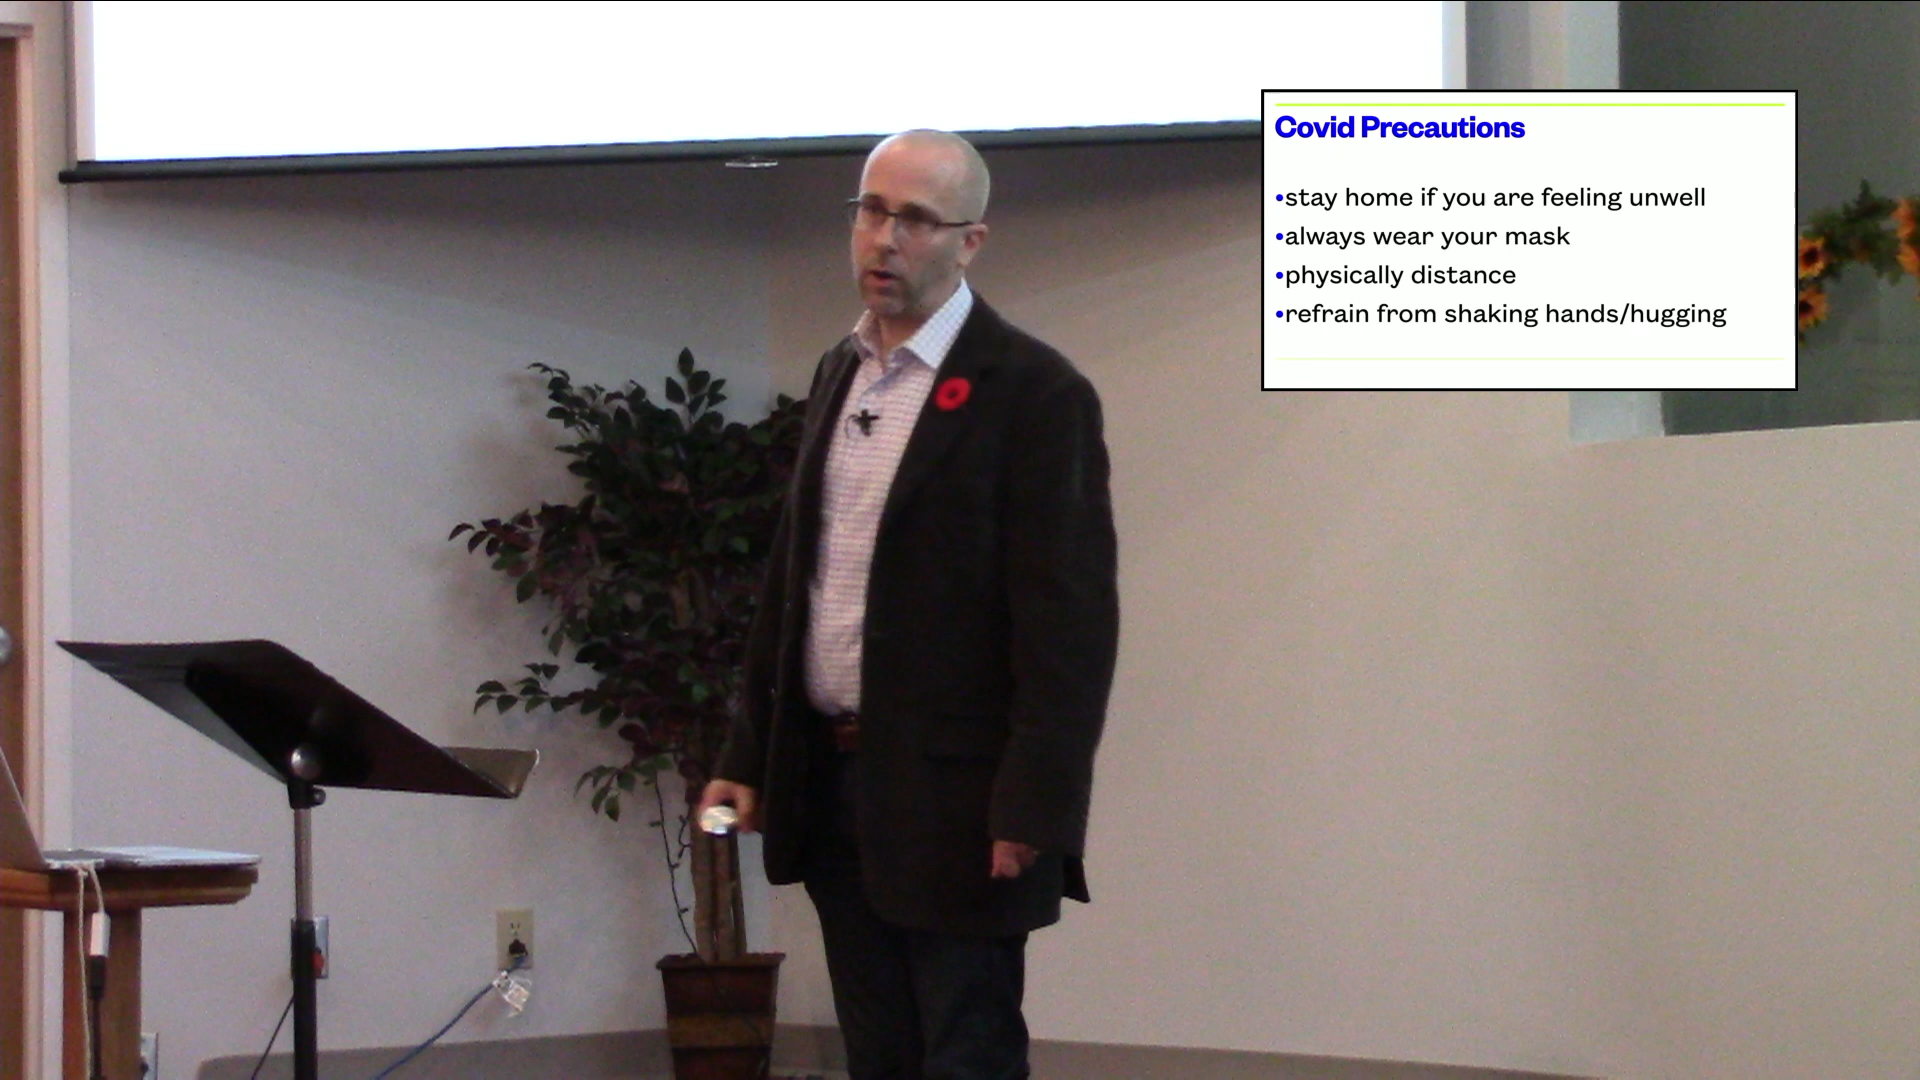 Covid Precautions
•stay home if you are feeling unwell
•always wear your mask
•physically distance
•refrain from shaking hands/hugging